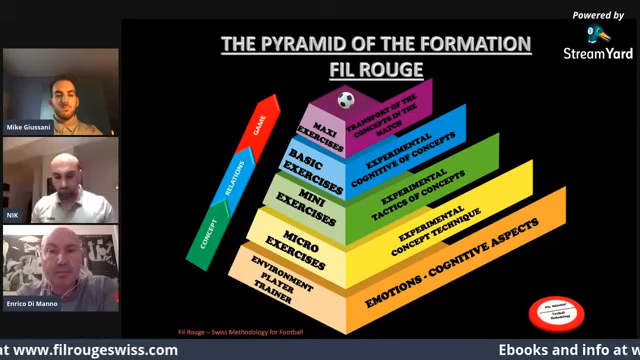 Powered by
StreamYard
THE PYRAMID OF THE FORMATION
FIL ROUGE
Mike Giussani
NIK
Enrico Di Manno
GAME
RELATIONS
CONCEPT
MAXI
EXERCISES
TRANSPORT OF THE
CONCEPTS IN THE
MATCH
BASIC
EXERCISES
EXPERIMENTAL
COGNITIVE OF CONCEPTS
MINI
EXERCISES
EXPERIMENTAL
TACTICS OF CONCEPTS
MICRO
EXERCISES
EXPERIMENTAL
CONCEPT TECHNIQUE
ENVIRONMENT
PLAYER
TRAINER
EMOTIONS - COGNITIVE ASPECTS
Fil Rouge – Swiss Methodology for Football
at www.filrougeswiss.com
Ebooks and info at w